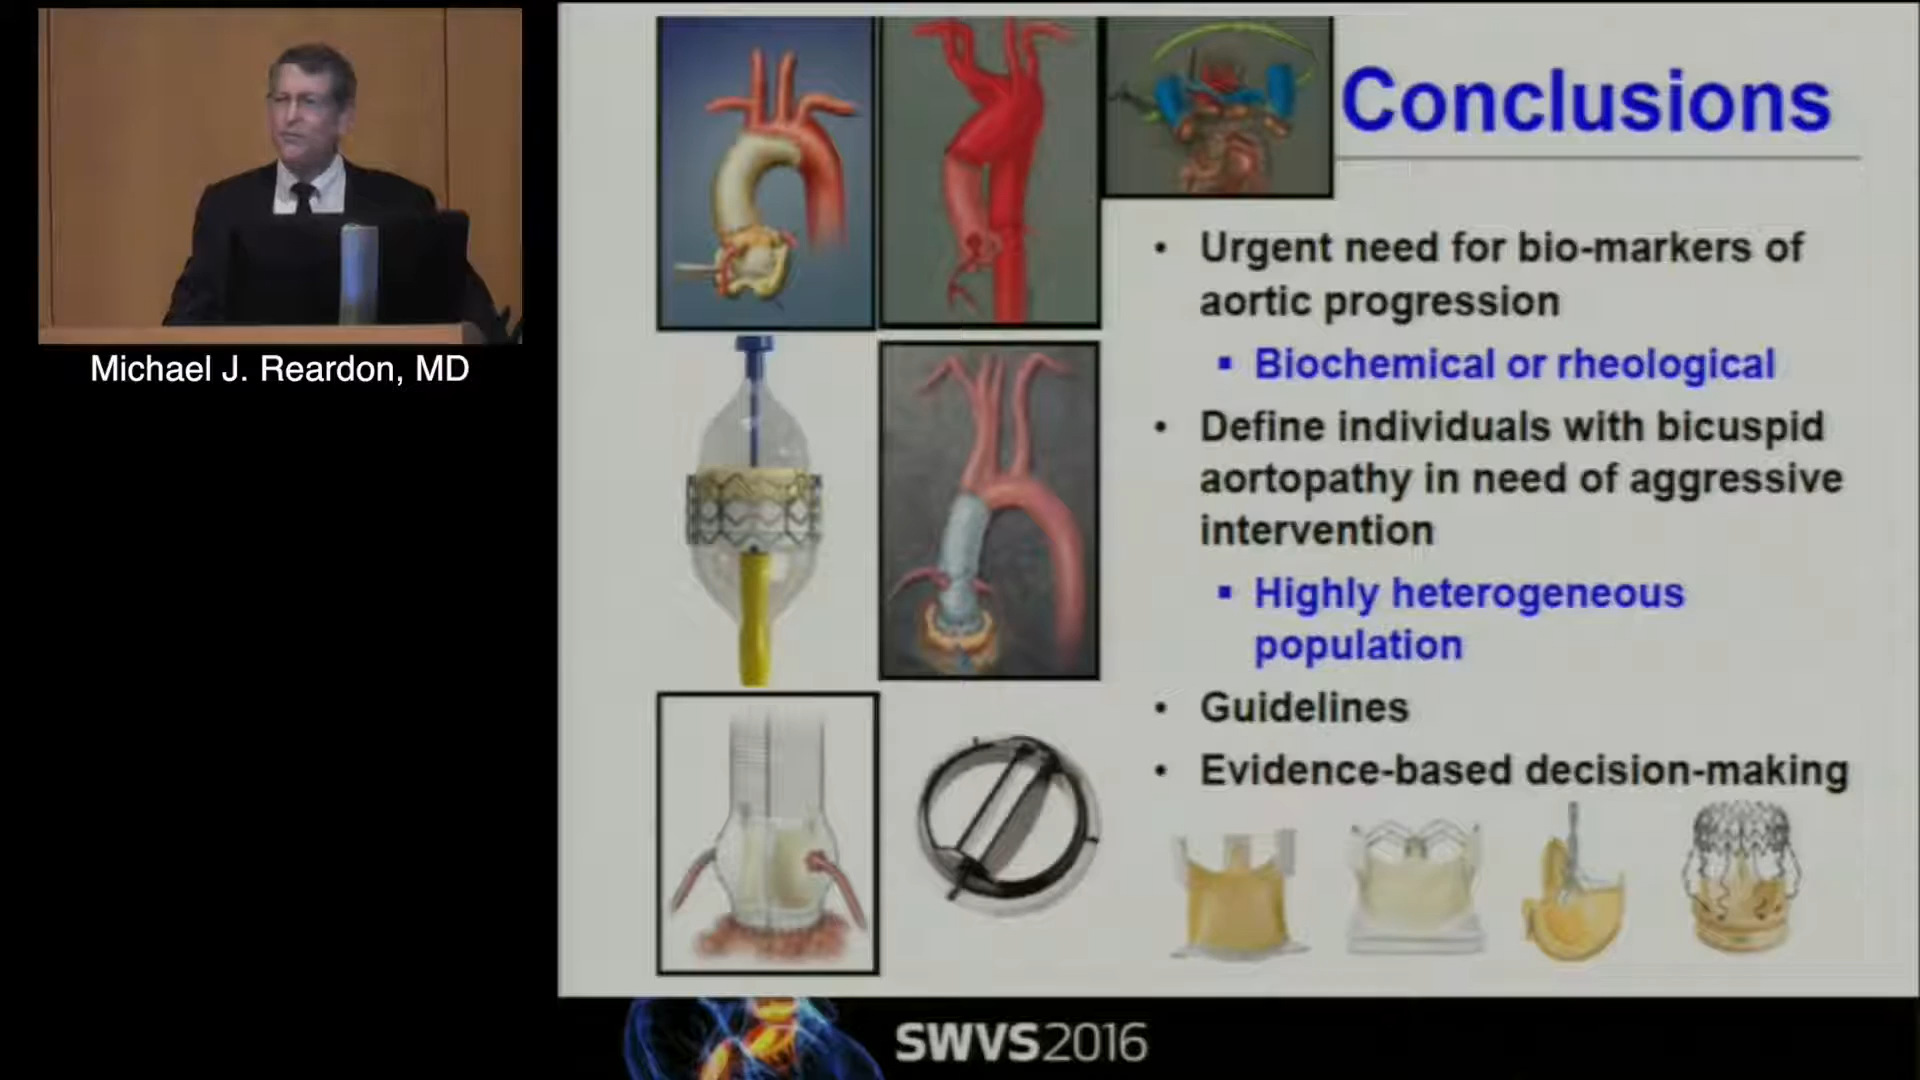 Michael J. Reardon, MD
Conclusions
• Urgent need for bio-markers of
aortic progression
▪ Biochemical or rheological
• Define individuals with bicuspid
aortopathy in need of aggressive
intervention
▪ Highly heterogeneous
population
• Guidelines
• Evidence-based decision-making
SWVS2016